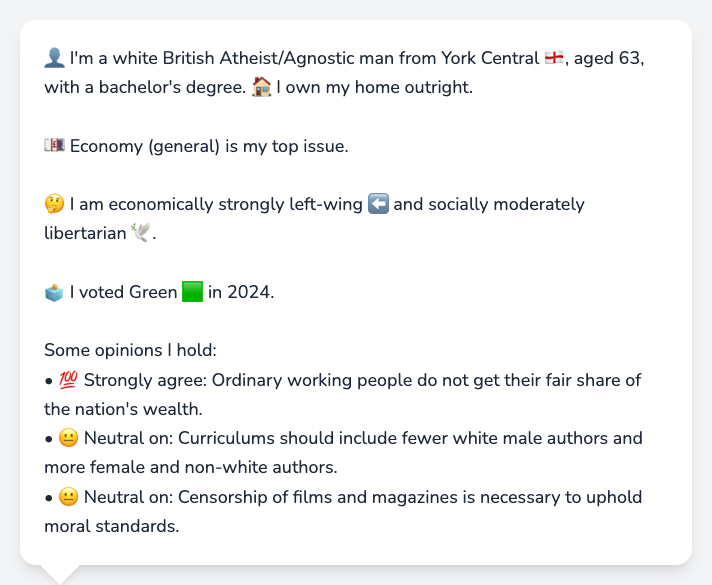 👤 I'm a white British Atheist/Agnostic man from York Central 🏴󠁧󠁢󠁥󠁮󠁧󠁿, aged 63,
with a bachelor's degree. 🏠 I own my home outright.
💷 Economy (general) is my top issue.
🤔 I am economically strongly left-wing ⬅️ and socially moderately
libertarian 🕊️.
🗳️ I voted Green 🟩 in 2024.
Some opinions I hold:
• 💯 Strongly agree: Ordinary working people do not get their fair share of
the nation's wealth.
• 😐 Neutral on: Curriculums should include fewer white male authors and
more female and non-white authors.
• 😐 Neutral on: Censorship of films and magazines is necessary to uphold
moral standards.